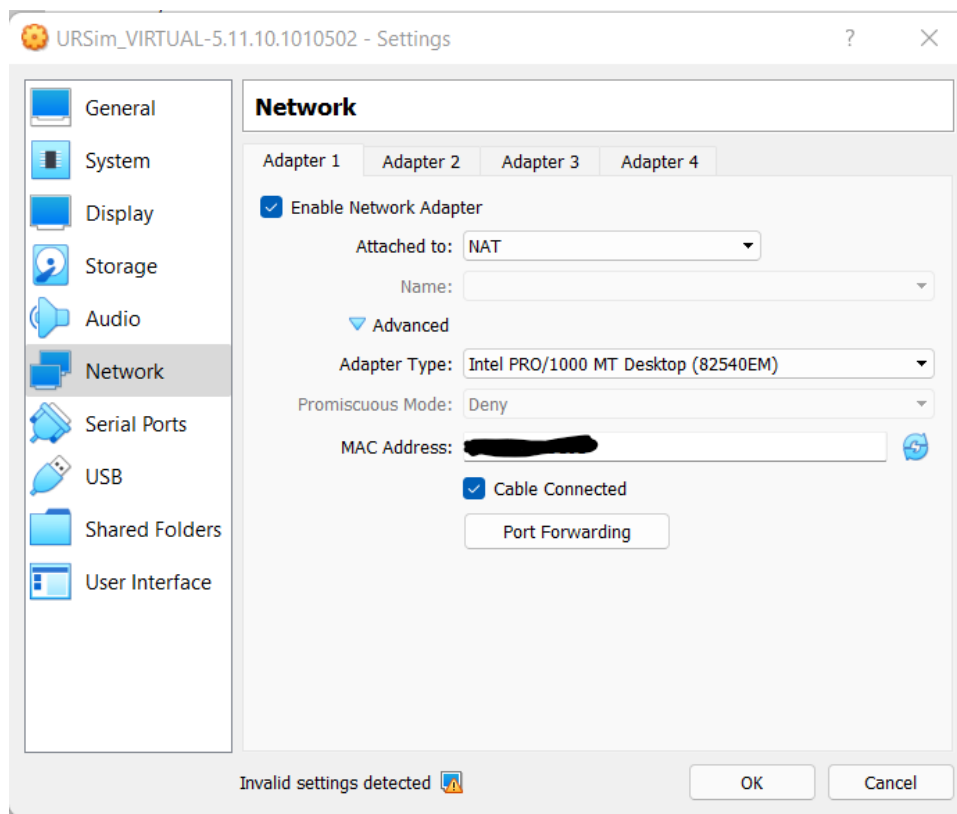 URSim_VIRTUAL-5.11.10.1010502 - Settings
General
System
Display
Storage
Audio
Network
Serial Ports
USB
Shared Folders
User Interface
Network
Adapter 1 Adapter 2 Adapter 3 Adapter 4
Enable Network Adapter
Attached to: NAT
Name:
Advanced
Adapter Type: Intel PRO/1000 MT Desktop (82540EM)
Promiscuous Mode: Deny
MAC Address:
Cable Connected
Port Forwarding
Invalid settings detected
OK Cancel